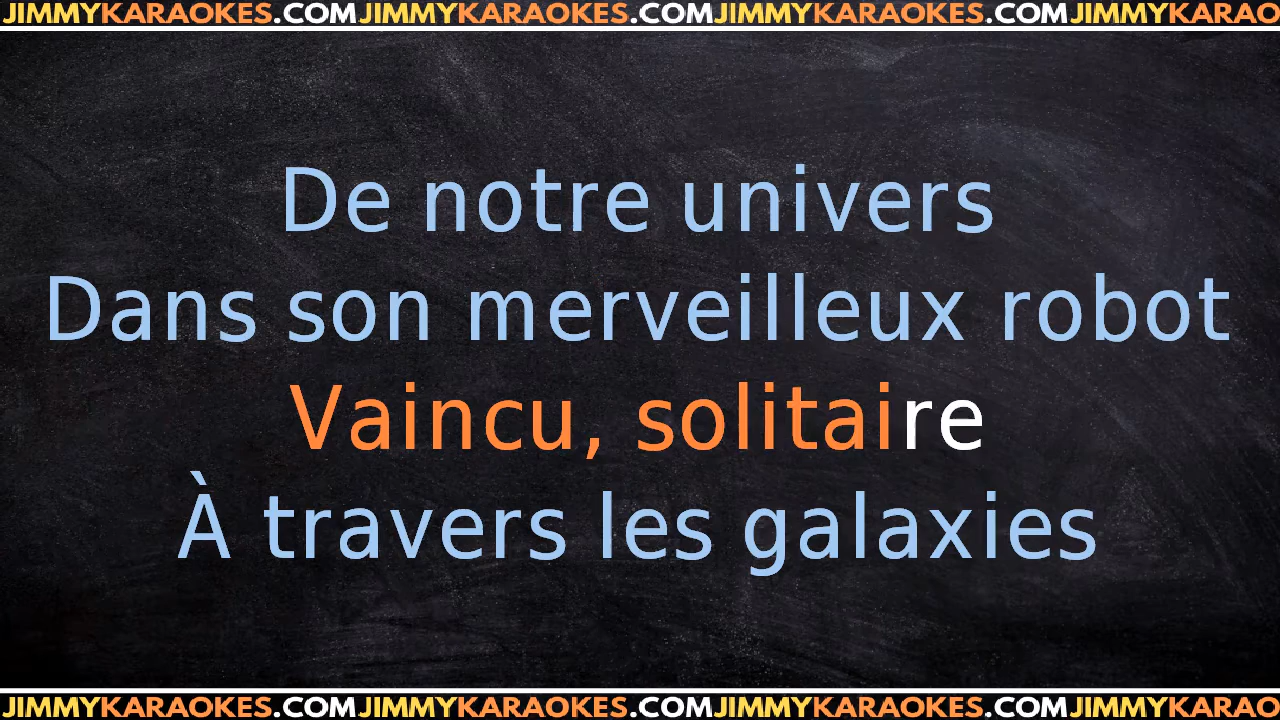 JIMMYKARAOKES.COMJIMMYKARAOKES.COMJIMMYKARAOKES.COMJIMMYKARAO
De notre univers
Dans son merveilleux robot
Vaincu, solitaire
À travers les galaxies
JIMMYKARAOKES.COMJIMMYKARAOKES.COMJIMMYKARAOKES.COMJIMMYKARAO